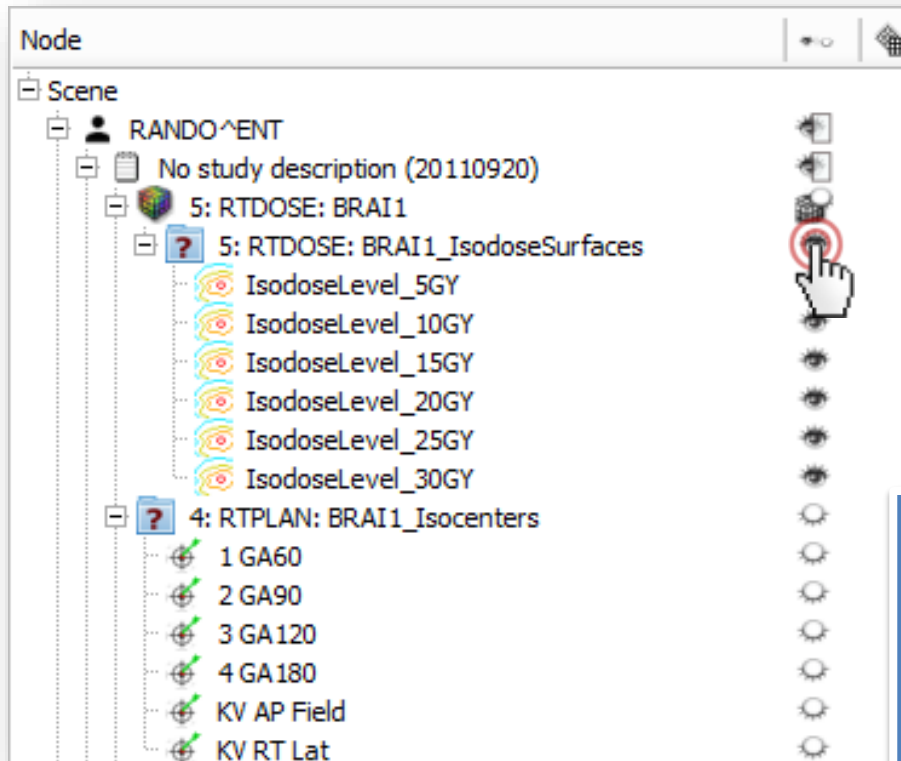 Node
Scene
RANDO^ENT
No study description (20110920)
5: RTDOSE: BRAI1
? 5: RTDOSE: BRAI1_IsodoseSurfaces
IsodoseLevel_5GY
IsodoseLevel_10GY
IsodoseLevel_15GY
IsodoseLevel_20GY
IsodoseLevel_25GY
IsodoseLevel_30GY
? 4: RTPLAN: BRAI1_Isocenters
1 GA60
2 GA90
3 GA120
4 GA180
KV AP Field
KV RT Lat